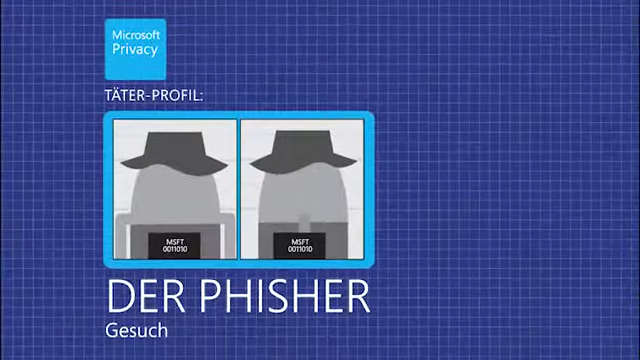 Microsoft
Privacy
TÄTER-PROFIL:
MSFT
0011010
MSFT
0011010
DER PHISHER
Gesuch